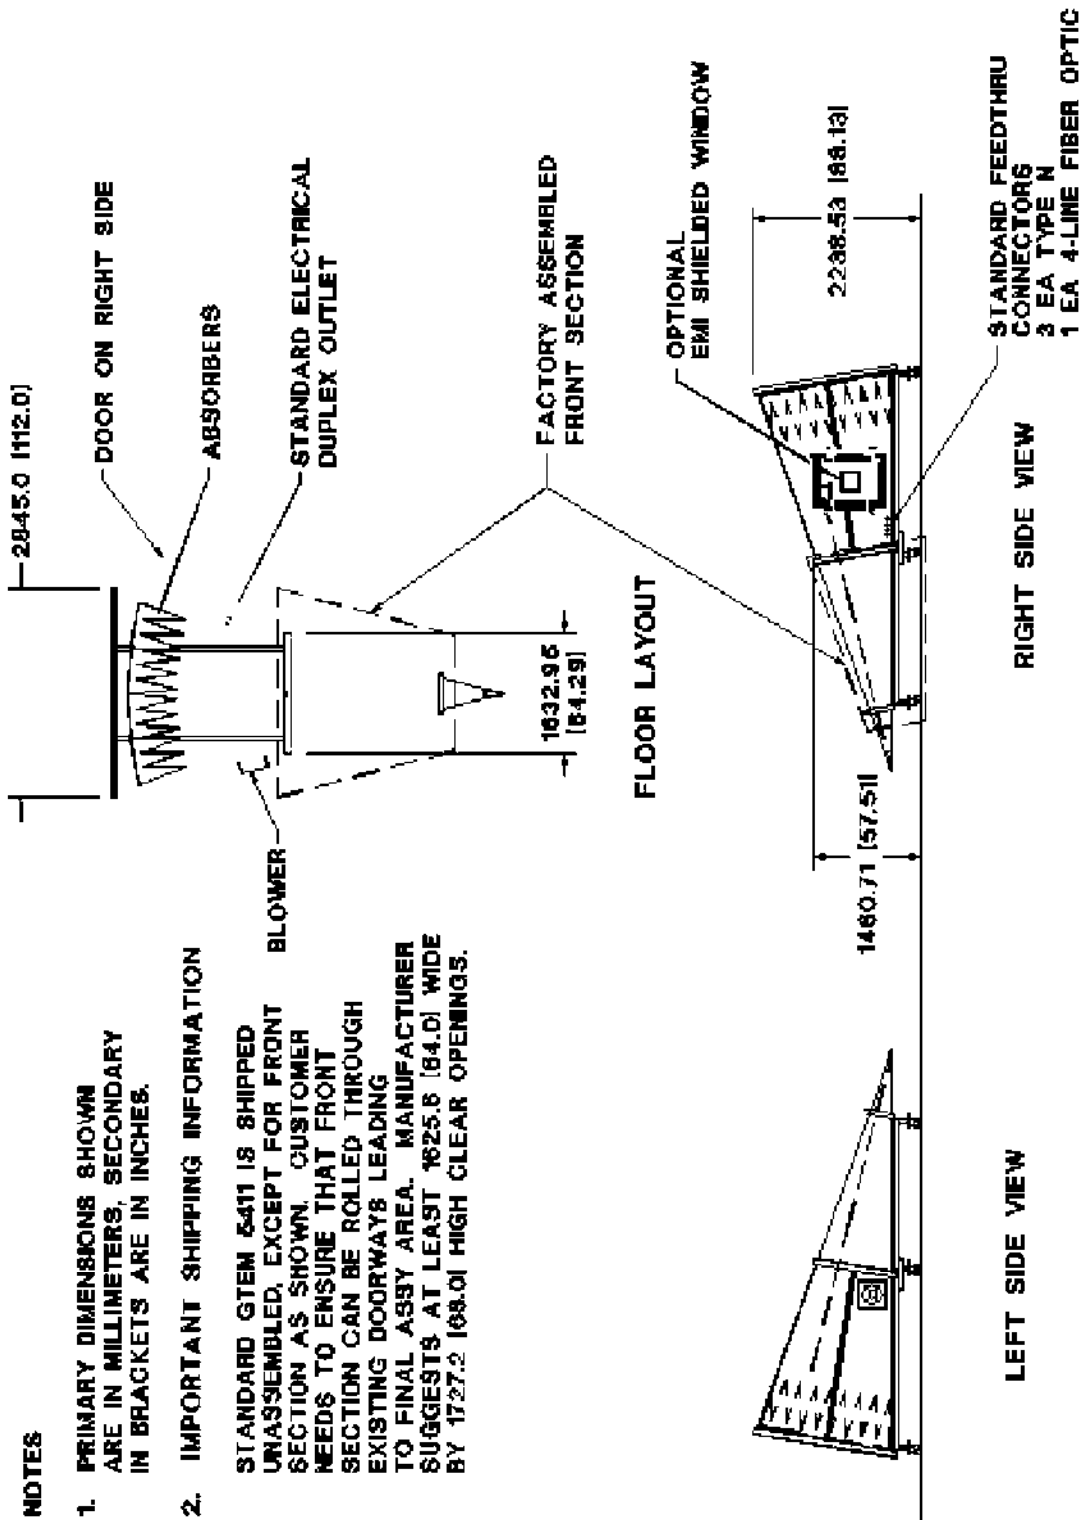 NOTES
1. PRIMARY DIMENSIONS SHOWN
ARE IN MILLIMETERS, SECONDARY
IN BRACKETS ARE IN INCHES.
2. IMPORTANT SHIPPING INFORMATION
STANDARD GTEM 5411 IS SHIPPED
UNASSEMBLED, EXCEPT FOR FRONT
SECTION AS SHOWN. CUSTOMER
NEEDS TO ENSURE THAT FRONT
SECTION CAN BE ROLLED THROUGH
EXISTING DOORWAYS LEADING
TO FINAL ASSY AREA. MANUFACTURER
SUGGESTS AT LEAST 1625.6 [64.0] WIDE
BY 1727.2 [68.0] HIGH CLEAR OPENINGS.
2845.0 [112.0]
DOOR ON RIGHT SIDE
ABSORBERS
STANDARD ELECTRICAL
DUPLEX OUTLET
BLOWER
FACTORY ASSEMBLED
FRONT SECTION
1632.95
[64.29]
FLOOR LAYOUT
OPTIONAL
EMI SHIELDED WINDOW
2238.53 [88.13]
1460.71 [57.51]
STANDARD FEEDTHRU
CONNECTORS
3 EA TYPE N
1 EA 4-LINE FIBER OPTIC
LEFT SIDE VIEW
RIGHT SIDE VIEW